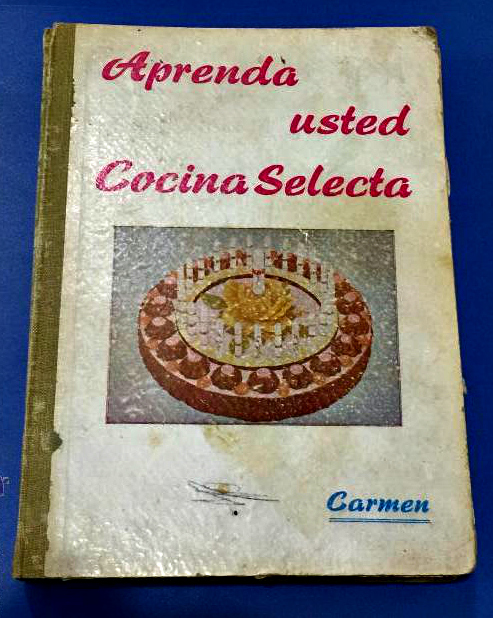 Aprenda
usted
Cocina Selecta
Carmen